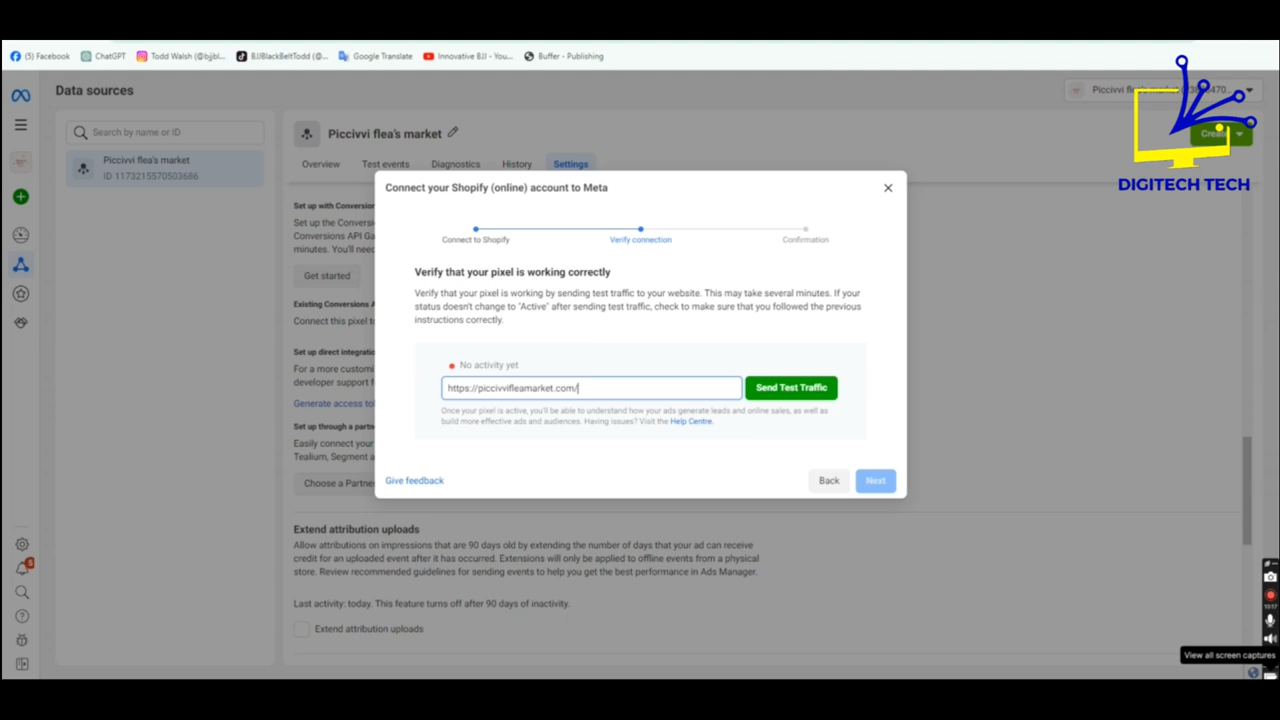 (5) Facebook
ChatGPT
Todd Walsh (@bjjbl...
BJJBlackBeltTodd (@...
Google Translate
Innovative BJJ - You...
Buffer - Publishing
Data sources
Piccivvi flea's market
Search by name or ID
Piccivvi flea's market
ID 1173215570503686
Piccivvi flea's market
Create
DIGITECH TECH
Overview
Test events
Diagnostics
History
Settings
Connect your Shopify (online) account to Meta
Set up with Conversion
Set up the Conversi
Conversions API Ga
minutes. You'll need
Get started
Existing Conversions A
Connect this pixel to
Set up direct integratio
For a more customi
developer support f
Generate access to
Set up through a partn
Easily connect your
Tealium, Segment a
Choose a Partne
Connect to Shopify
Verify connection
Confirmation
Verify that your pixel is working correctly
Verify that your pixel is working by sending test traffic to your website. This may take several minutes. If your
status doesn't change to "Active" after sending test traffic, check to make sure that you followed the previous
instructions correctly.
No activity yet
https://piccivvifleamarket.com/
Send Test Traffic
Once your pixel is active, you'll be able to understand how your ads generate leads and online sales, as well as
build more effective ads and audiences. Having issues? Visit the Help Centre.
Give feedback
Back
Next
Extend attribution uploads
Allow attributions on impressions that are 90 days old by extending the number of days that your ad can receive
credit for an uploaded event after it has occurred. Extensions will only be applied to offline events from a physical
store. Review recommended guidelines for sending events to help you get the best performance in Ads Manager.
Last activity: today. This feature turns off after 90 days of inactivity.
Extend attribution uploads
View all screen captures